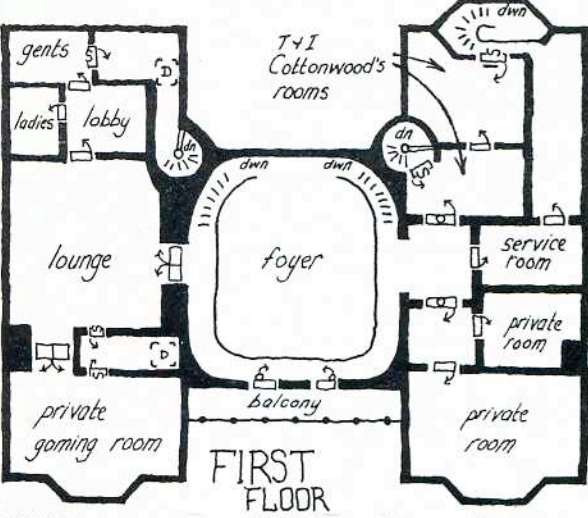 gents
S
D
dwn
S
T & I
Cottonwood's
rooms
ladies
lobby
dn
dn
S
dwn
dwn
lounge
foyer
service
room
private
room
S
S
D
private
gaming room
balcony
private
room
FIRST
FLOOR